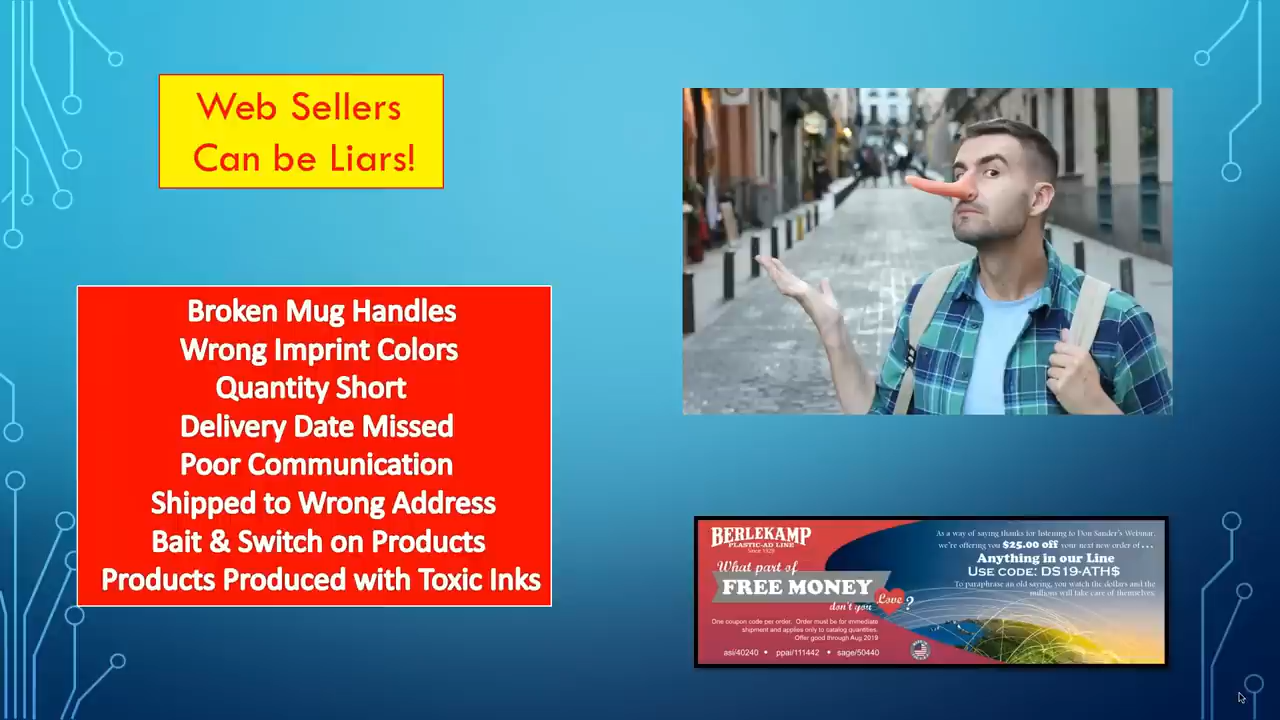 Web Sellers
Can be Liars!
Broken Mug Handles
Wrong Imprint Colors
Quantity Short
Delivery Date Missed
Poor Communication
Shipped to Wrong Address
Bait & Switch on Products
Products Produced with Toxic Inks
BERLEKAMP
PLASTIC-AD LINE
Since 1929
What part of
FREE MONEY
don't you Love?
One coupon code per order. Order must be for immediate
shipment and applies only to catalog quantities.
Offer good through Aug 2019
asi/40240 • ppai/111442 • sage/50440
As a way of saying thanks for listening to Don Sander's Webinar,
we're offering you $25.00 off your next new order of...
Anything in our Line
USE CODE: DS19-ATH$
To paraphrase an old saying, you watch the dollars and the
millions will take care of themselves.